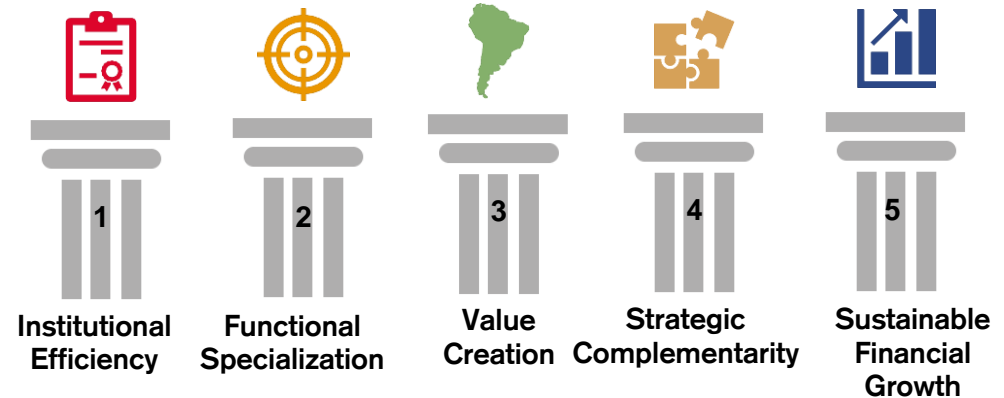 1
Institutional
Efficiency
2
Functional
Specialization
3
Value
Creation
4
Strategic
Complementarity
5
Sustainable
Financial
Growth